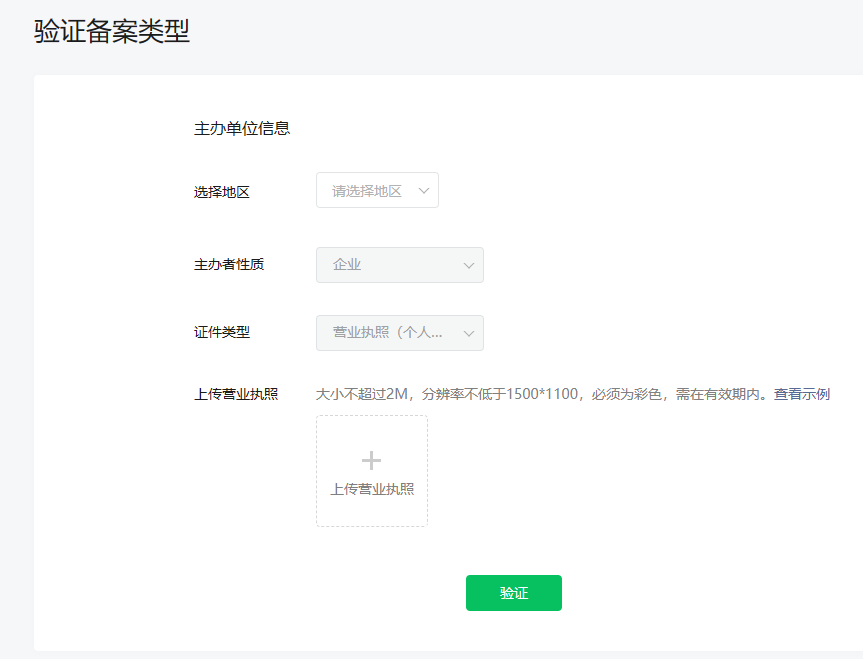 验证备案类型
主办单位信息
选择地区 请选择地区
主办者性质 企业
证件类型 营业执照（个人...
上传营业执照 大小不超过2M，分辨率不低于1500*1100，必须为彩色，需在有效期内。查看示例
上传营业执照
验证